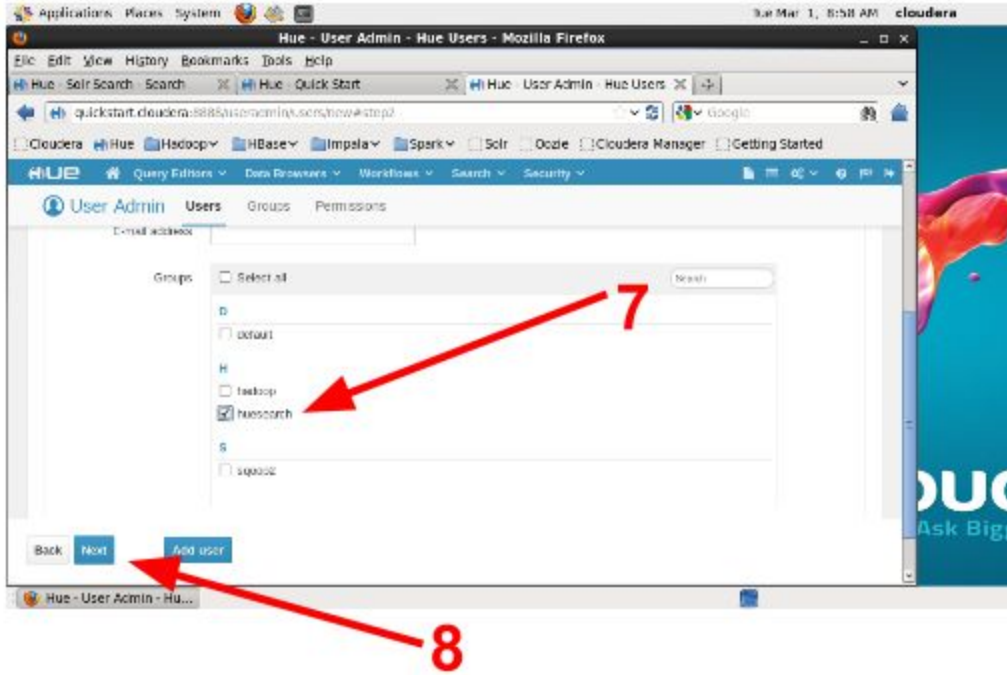 Applications Places System
Tue Mar 1, 8:58 AM cloudera
Hue - User Admin - Hue Users - Mozilla Firefox
File Edit View History Bookmarks Tools Help
Hue - Solr Search - Search
Hue - Quick Start
Hue - User Admin - Hue Users
quickstart.cloudera:8888/useradmin/users/new#step2
Google
Cloudera Hue Hadoop HBase Impala Spark Solr Oozie Cloudera Manager Getting Started
HUE Query Editors Data Browsers Workflows Search Security
User Admin Users Groups Permissions
E-mail address
Groups
Select all
Search
D
default
H
hadoop
huesearch
S
sqoop2
7
Back Next Add user
Hue - User Admin - Hu...
8
OUC
Ask Big